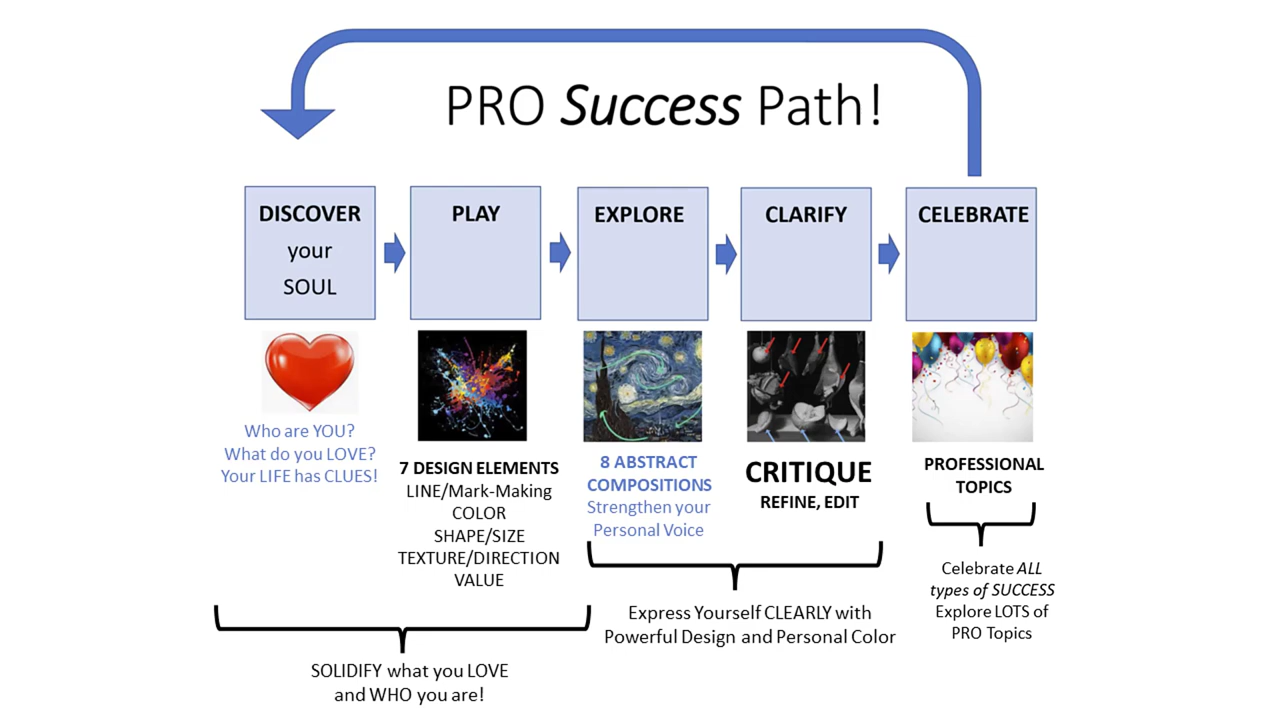 PRO Success Path!
DISCOVER
your
SOUL
PLAY
EXPLORE
CLARIFY
CELEBRATE
Who are YOU?
What do you LOVE?
Your LIFE has CLUES!
7 DESIGN ELEMENTS
LINE/Mark-Making
COLOR
SHAPE/SIZE
TEXTURE/DIRECTION
VALUE
8 ABSTRACT
COMPOSITIONS
Strengthen your
Personal Voice
CRITIQUE
REFINE, EDIT
PROFESSIONAL
TOPICS
SOLIDIFY what you LOVE
and WHO you are!
Express Yourself CLEARLY with
Powerful Design and Personal Color
Celebrate ALL
types of SUCCESS
Explore LOTS of
PRO Topics